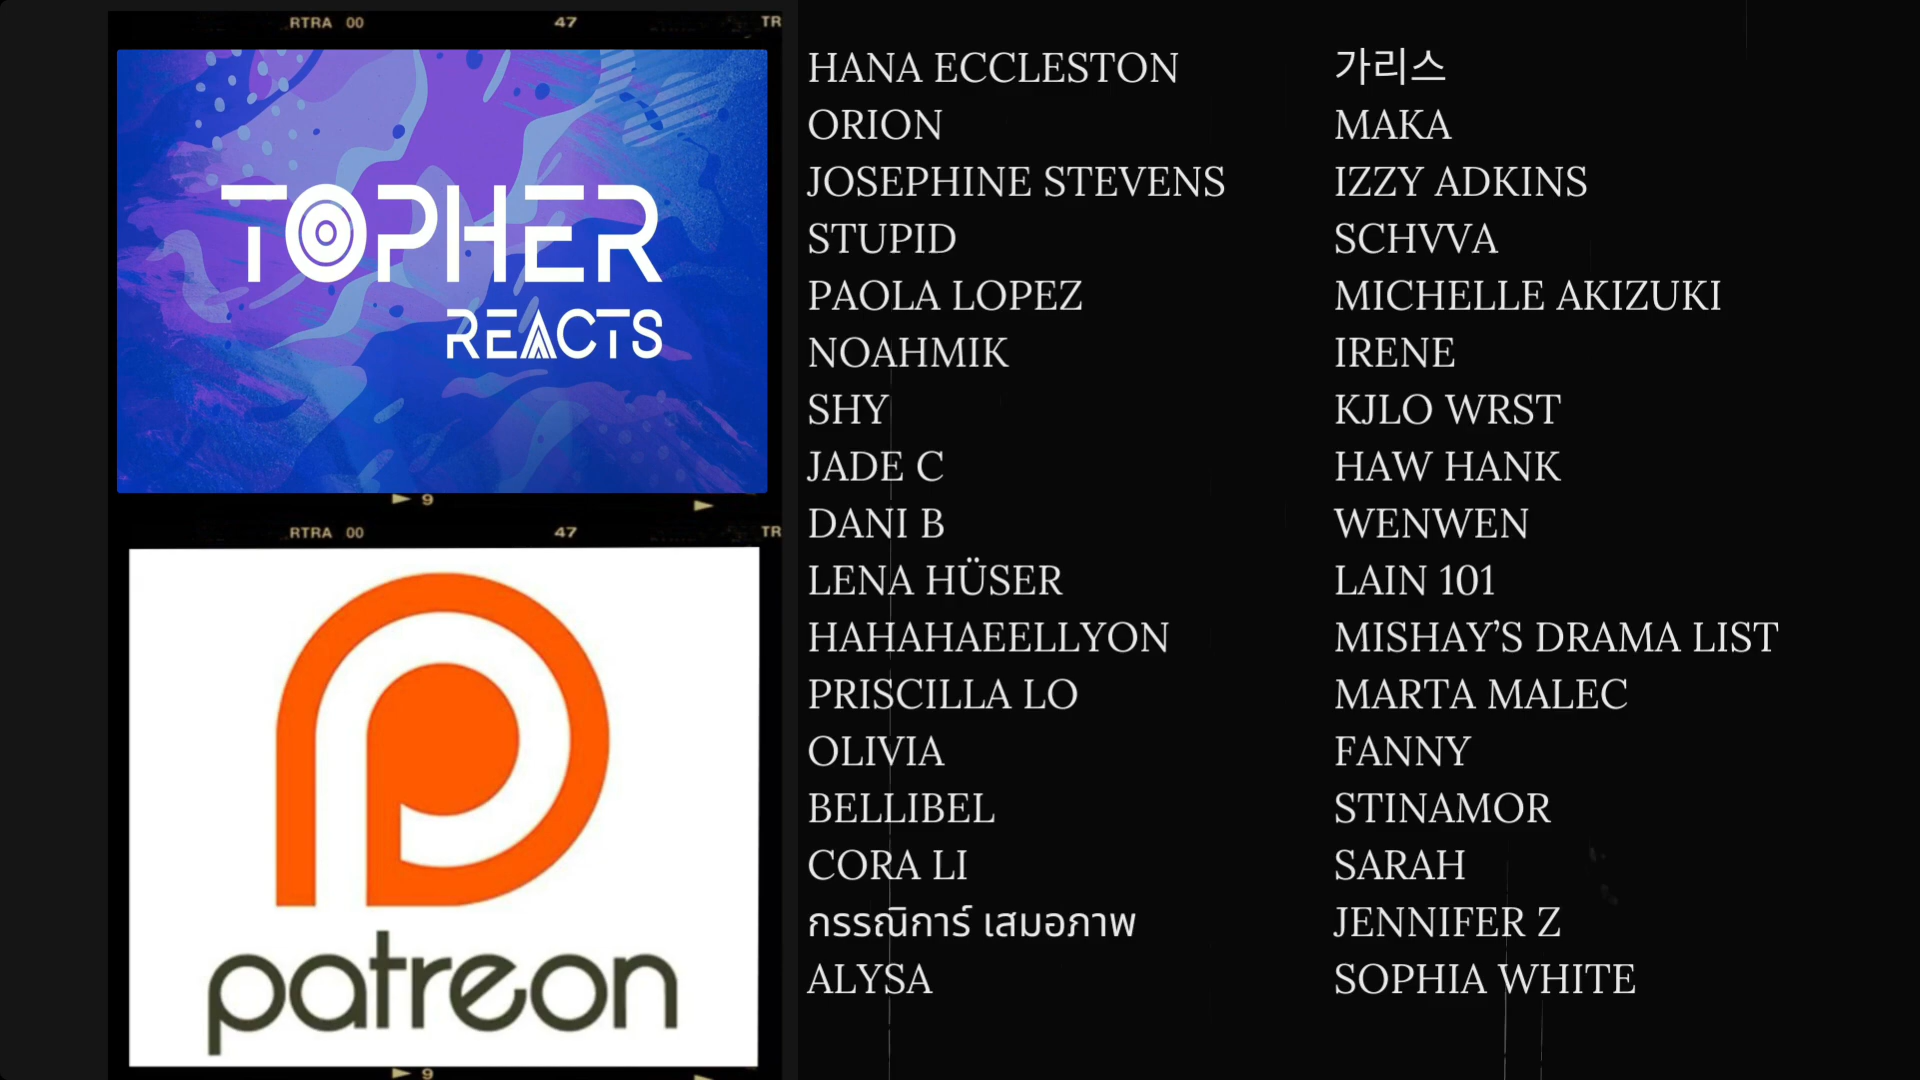 RTRA 00 47 TR
TOPHER
REACTS
9
RTRA 00 47 TR
patreon
9
HANA ECCLESTON
ORION
JOSEPHINE STEVENS
STUPID
PAOLA LOPEZ
NOAHMIK
SHY
JADE C
DANI B
LENA HÜSER
HAHAHAEELLYON
PRISCILLA LO
OLIVIA
BELLIBEL
CORA LI
กรรณิการ์ เสมอภาพ
ALYSA
가리스
MAKA
IZZY ADKINS
SCHVVA
MICHELLE AKIZUKI
IRENE
KJLO WRST
HAW HANK
WENWEN
LAIN 101
MISHAY’S DRAMA LIST
MARTA MALEC
FANNY
STINAMOR
SARAH
JENNIFER Z
SOPHIA WHITE